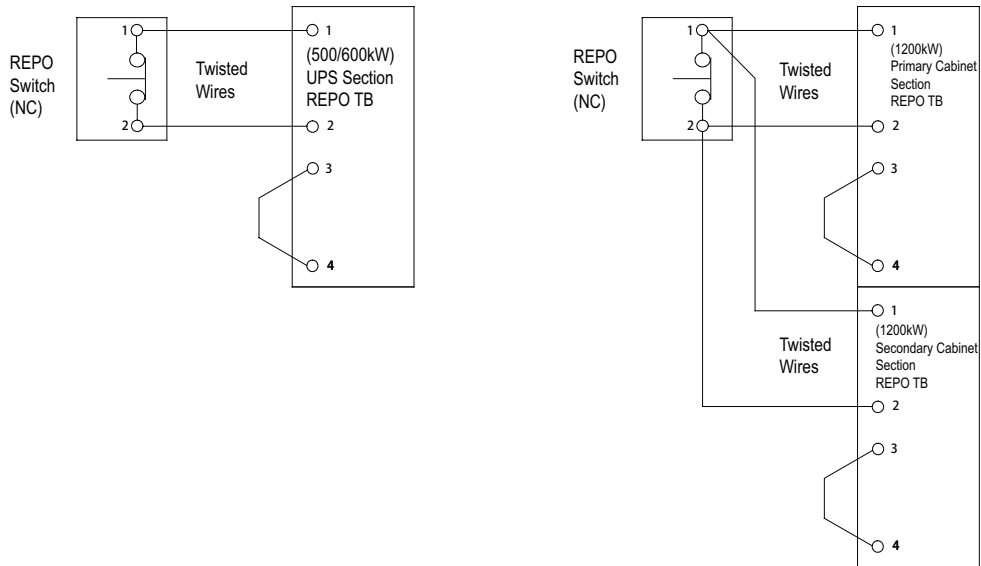 REPO
Switch
(NC)
1
2
Twisted
Wires
1
(500/600kW)
UPS Section
REPO TB
2
3
4
REPO
Switch
(NC)
1
2
Twisted
Wires
1
(1200kW)
Primary Cabinet
Section
REPO TB
2
3
4
Twisted
Wires
1
(1200kW)
Secondary Cabinet
Section
REPO TB
2
3
4